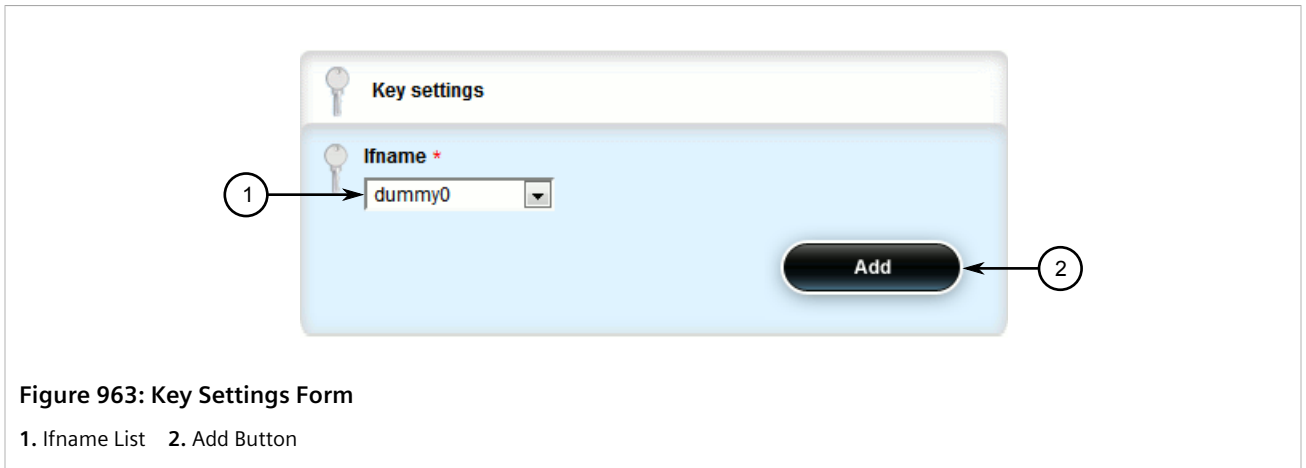 Key settings
Ifname *
1
dummy0
Add
2
Figure 963: Key Settings Form
1. Ifname List 2. Add Button